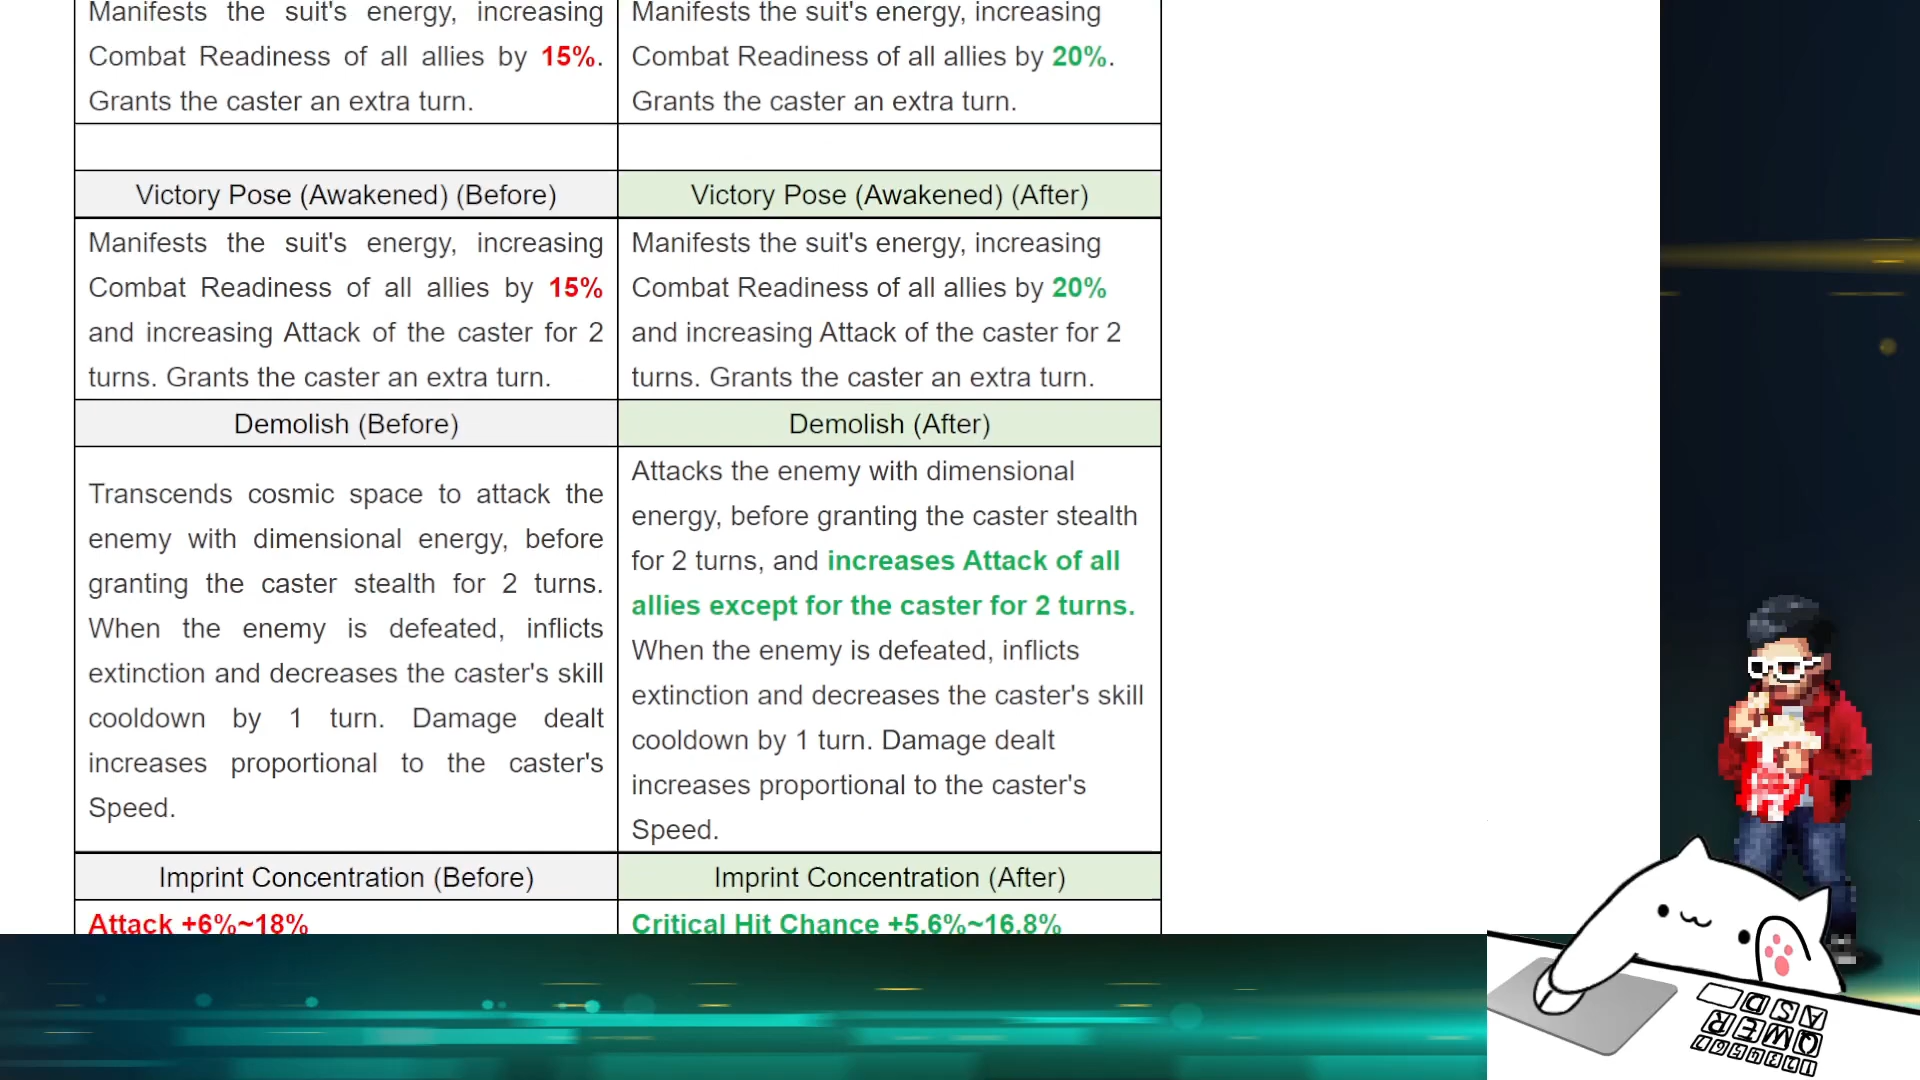 Manifests the suit's energy, increasing
Combat Readiness of all allies by 15%.
Grants the caster an extra turn.
Manifests the suit's energy, increasing
Combat Readiness of all allies by 20%.
Grants the caster an extra turn.
Victory Pose (Awakened) (Before)
Victory Pose (Awakened) (After)
Manifests the suit's energy, increasing
Combat Readiness of all allies by 15%
and increasing Attack of the caster for 2
turns. Grants the caster an extra turn.
Manifests the suit's energy, increasing
Combat Readiness of all allies by 20%
and increasing Attack of the caster for 2
turns. Grants the caster an extra turn.
Demolish (Before)
Demolish (After)
Transcends cosmic space to attack the
enemy with dimensional energy, before
granting the caster stealth for 2 turns.
When the enemy is defeated, inflicts
extinction and decreases the caster's skill
cooldown by 1 turn. Damage dealt
increases proportional to the caster's
Speed.
Attacks the enemy with dimensional
energy, before granting the caster stealth
for 2 turns, and increases Attack of all
allies except for the caster for 2 turns.
When the enemy is defeated, inflicts
extinction and decreases the caster's skill
cooldown by 1 turn. Damage dealt
increases proportional to the caster's
Speed.
Imprint Concentration (Before)
Imprint Concentration (After)
Attack +6%~18%
Critical Hit Chance +5.6%~16.8%
A S D
Q W E R
1 2 3 4 5 6 7